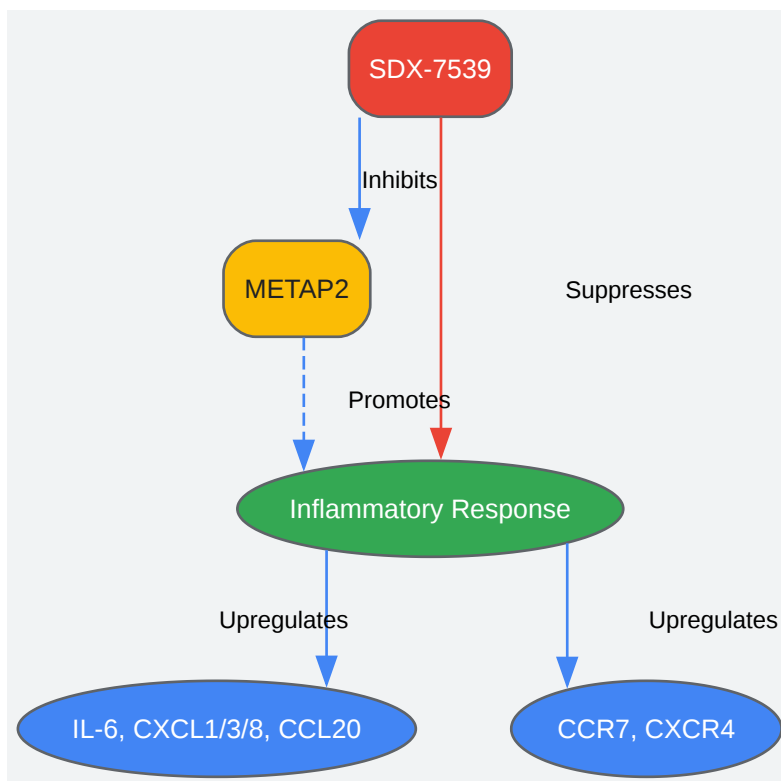 SDX-7539
Inhibits
METAP2
Suppresses
Promotes
Inflammatory Response
Upregulates
Upregulates
IL-6, CXCL1/3/8, CCL20
CCR7, CXCR4